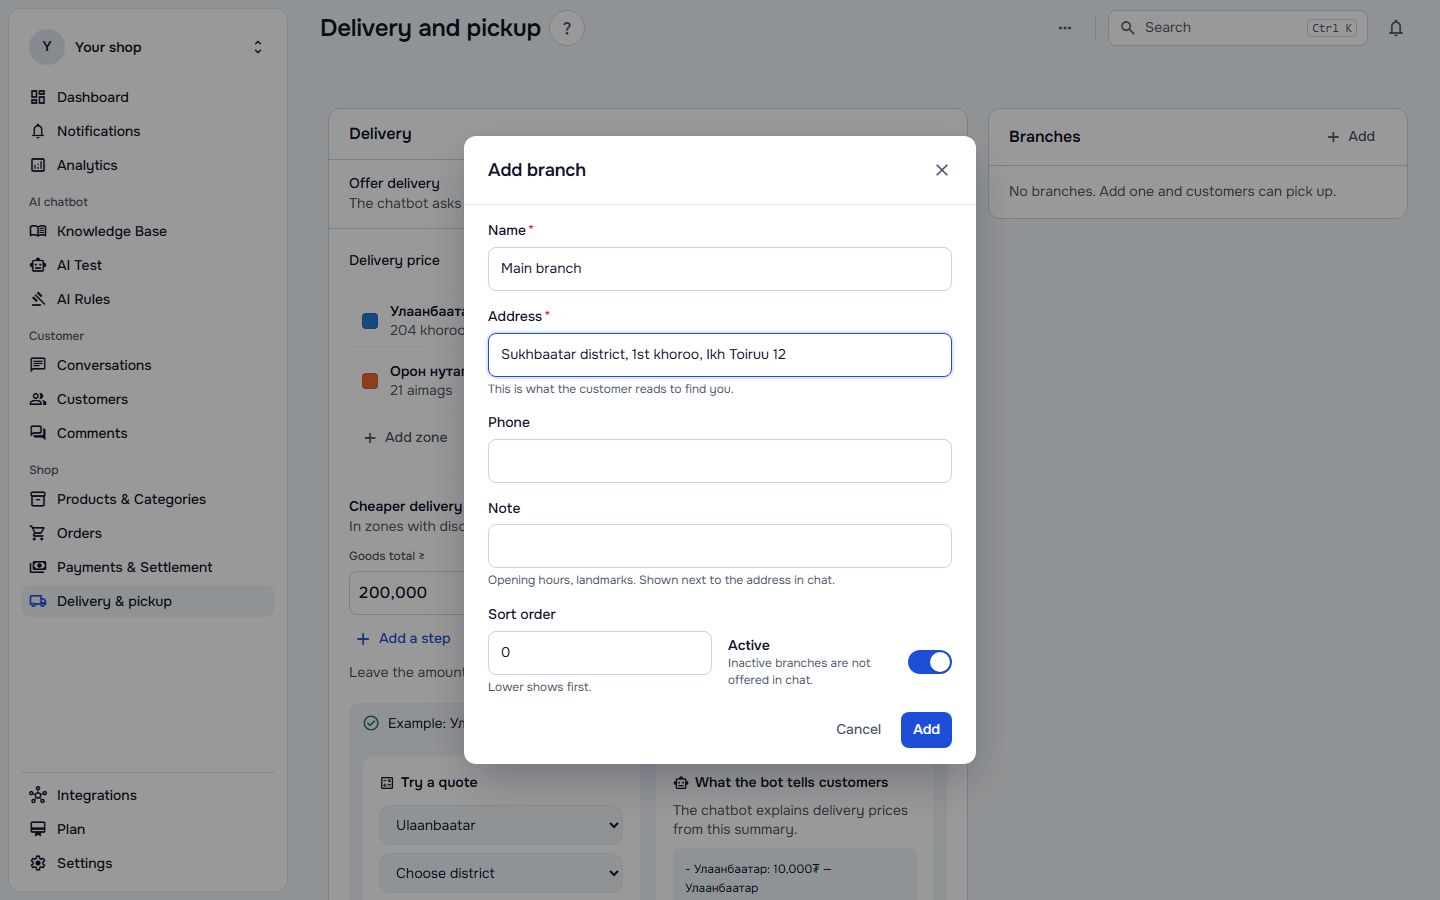 Y
Your shop
Dashboard
Notifications
Analytics
AI chatbot
Knowledge Base
AI Test
AI Rules
Customer
Conversations
Customers
Comments
Shop
Products & Categories
Orders
Payments & Settlement
Delivery & pickup
Integrations
Plan
Settings
Delivery and pickup
?
Search
Ctrl K
Delivery
Offer delivery
The chatbot asks
Delivery price
204 khoroo
21 aimags
Add zone
Cheaper delivery
In zones with disc
Goods total ≥
200,000
Add a step
Leave the amount
Example:
Try a quote
Ulaanbaatar
Choose district
What the bot tells customers
The chatbot explains delivery prices
from this summary.
- Улаанбаатар: 10,000₮ —
Улаанбаатар
Branches
Add
No branches. Add one and customers can pick up.
Add branch
Name *
Main branch
Address *
Sukhbaatar district, 1st khoroo, Ikh Toiruu 12
This is what the customer reads to find you.
Phone
Note
Opening hours, landmarks. Shown next to the address in chat.
Sort order
0
Lower shows first.
Active
Inactive branches are not
offered in chat.
Cancel
Add